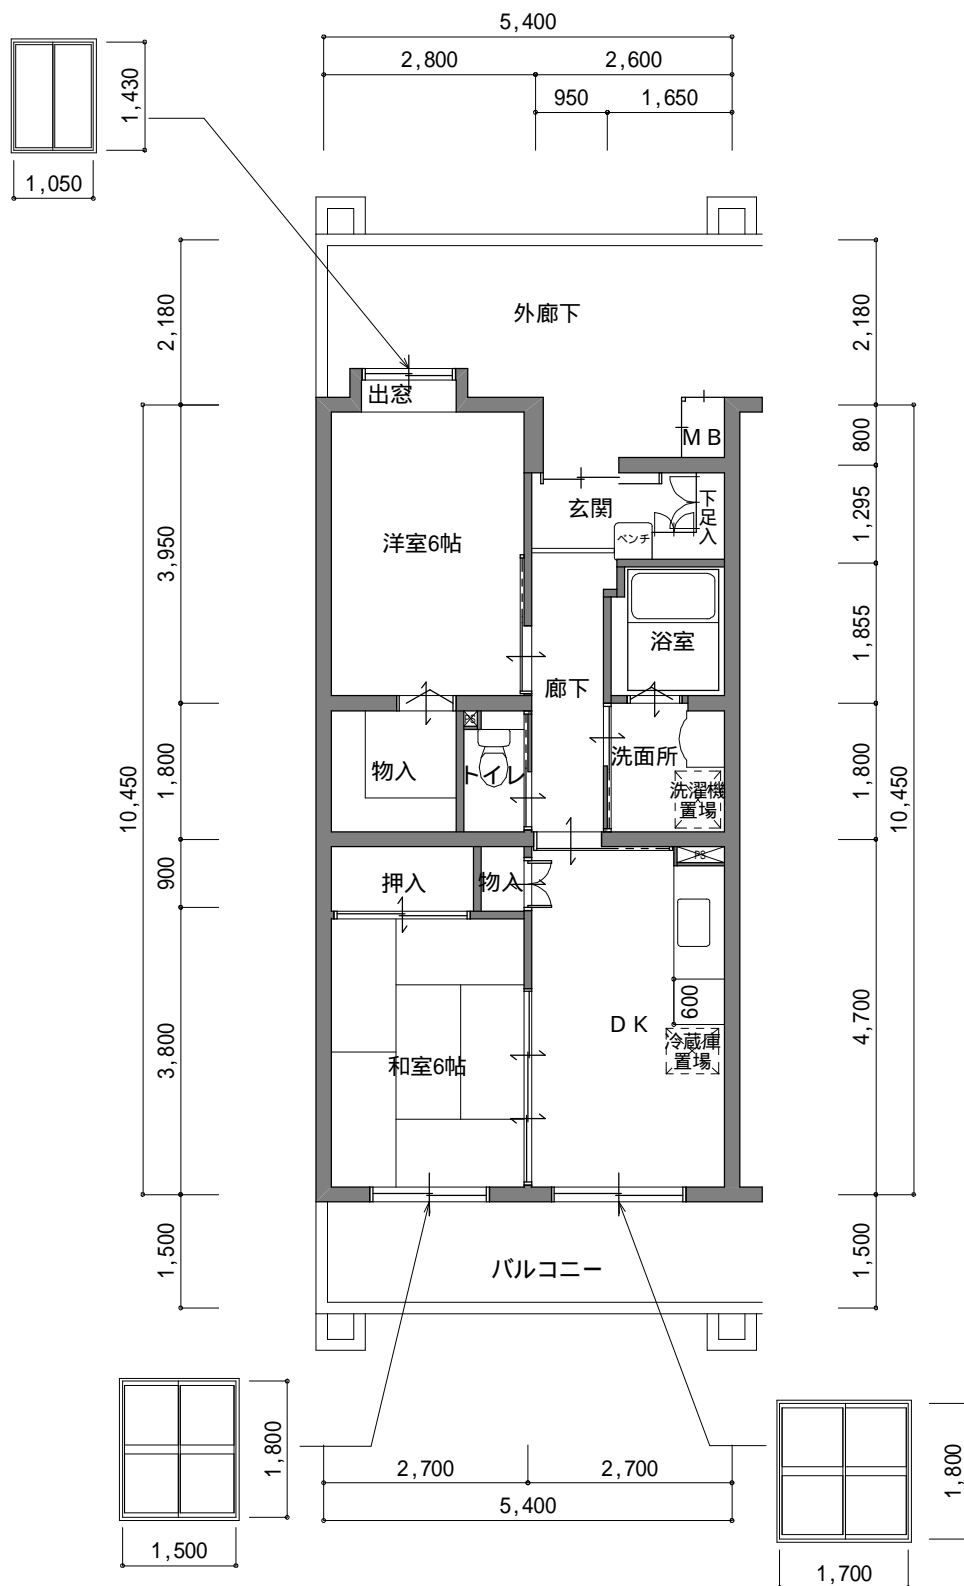 5,400
2,800
2,600
950
1,650
1,430
1,050
2,180
2,180
外廊下
出窓
MB
800
玄関
下足入
ベンチ
1,295
洋室6帖
3,950
浴室
1,855
廊下
PS
物入
トイレ
洗面所
洗濯機
置場
1,800
1,800
10,450
10,450
PS
押入
物入
900
600
DK
冷蔵庫
置場
4,700
和室6帖
3,800
バルコニー
1,500
1,500
1,800
1,500
2,700
2,700
5,400
1,800
1,700